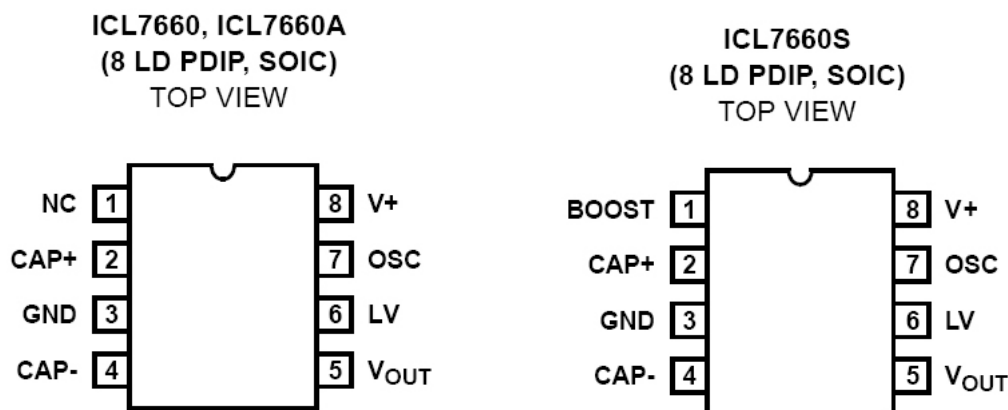 ICL7660, ICL7660A
(8 LD PDIP, SOIC)
TOP VIEW
NC 1 8 V+
CAP+ 2 7 OSC
GND 3 6 LV
CAP- 4 5 VOUT
ICL7660S
(8 LD PDIP, SOIC)
TOP VIEW
BOOST 1 8 V+
CAP+ 2 7 OSC
GND 3 6 LV
CAP- 4 5 VOUT